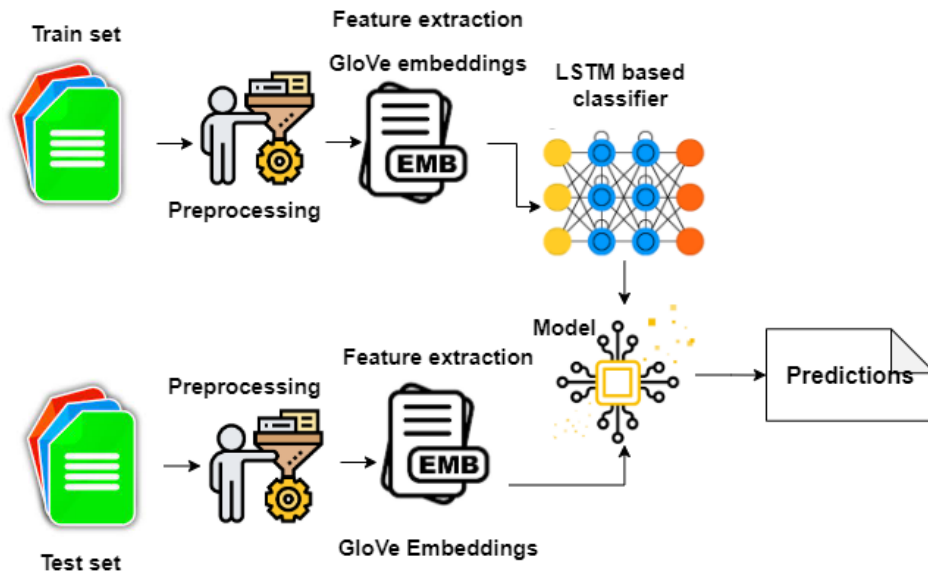 Train set
Feature extraction
GloVe embeddings
LSTM based
classifier
EMB
Preprocessing
Model
Predictions
Preprocessing
Feature extraction
EMB
GloVe Embeddings
Test set